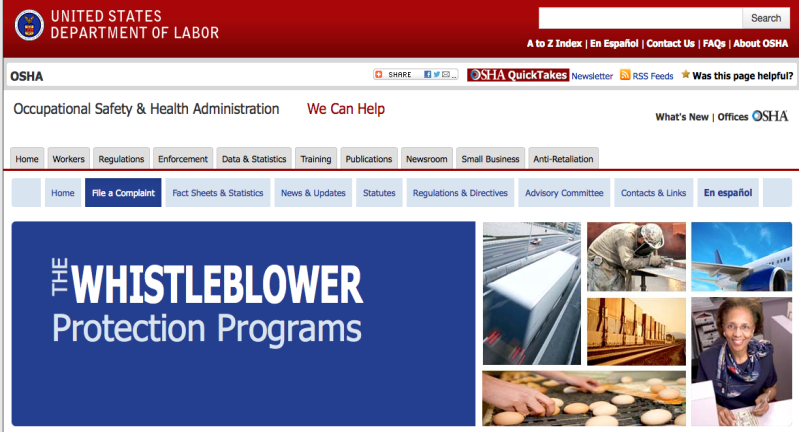 UNITED STATES
DEPARTMENT OF LABOR
Search
A to Z Index | En Español | Contact Us | FAQs | About OSHA
OSHA
SHARE
OSHA QuickTakes Newsletter RSS Feeds Was this page helpful?
Occupational Safety & Health Administration We Can Help
What's New | Offices OSHA
Home Workers Regulations Enforcement Data & Statistics Training Publications Newsroom Small Business Anti-Retaliation
Home File a Complaint Fact Sheets & Statistics News & Updates Statutes Regulations & Directives Advisory Committee Contacts & Links En español
THE WHISTLEBLOWER
Protection Programs